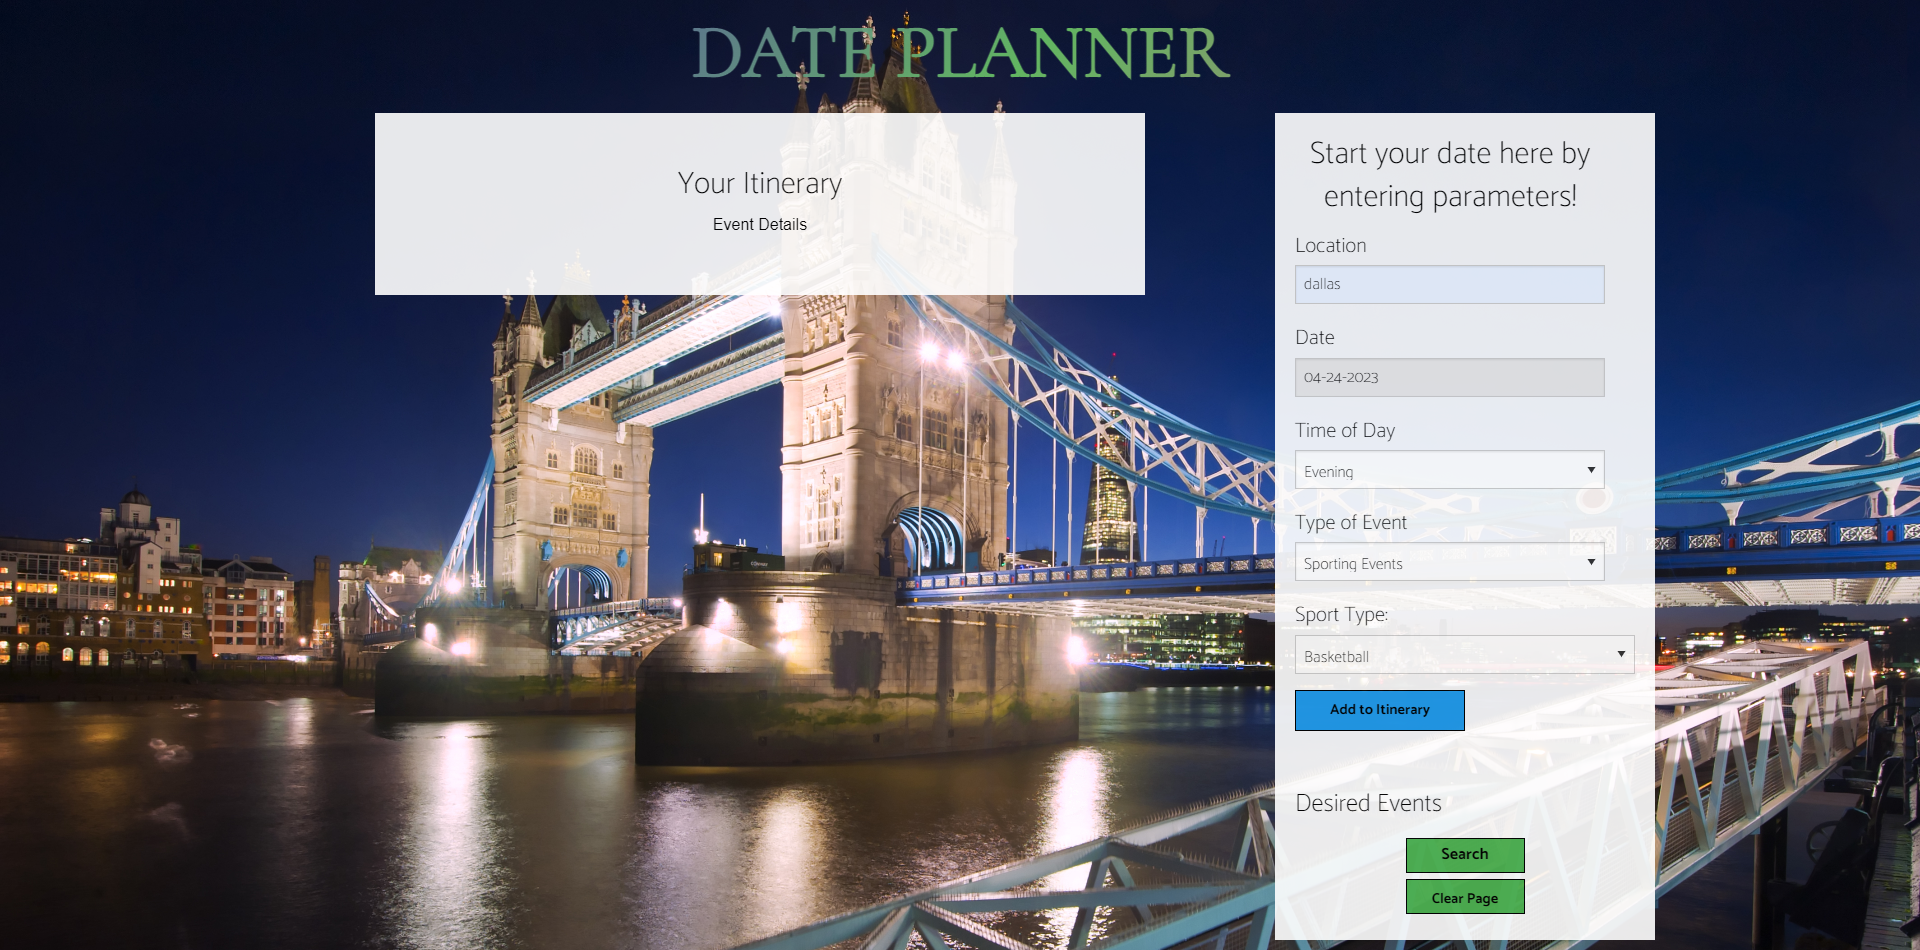 DATE PLANNER
Your Itinerary
Event Details
Start your date here by
entering parameters!
Location
dallas
Date
04-24-2023
Time of Day
Evening
Type of Event
Sporting Events
Sport Type:
Basketball
Add to Itinerary
Desired Events
Search
Clear Page